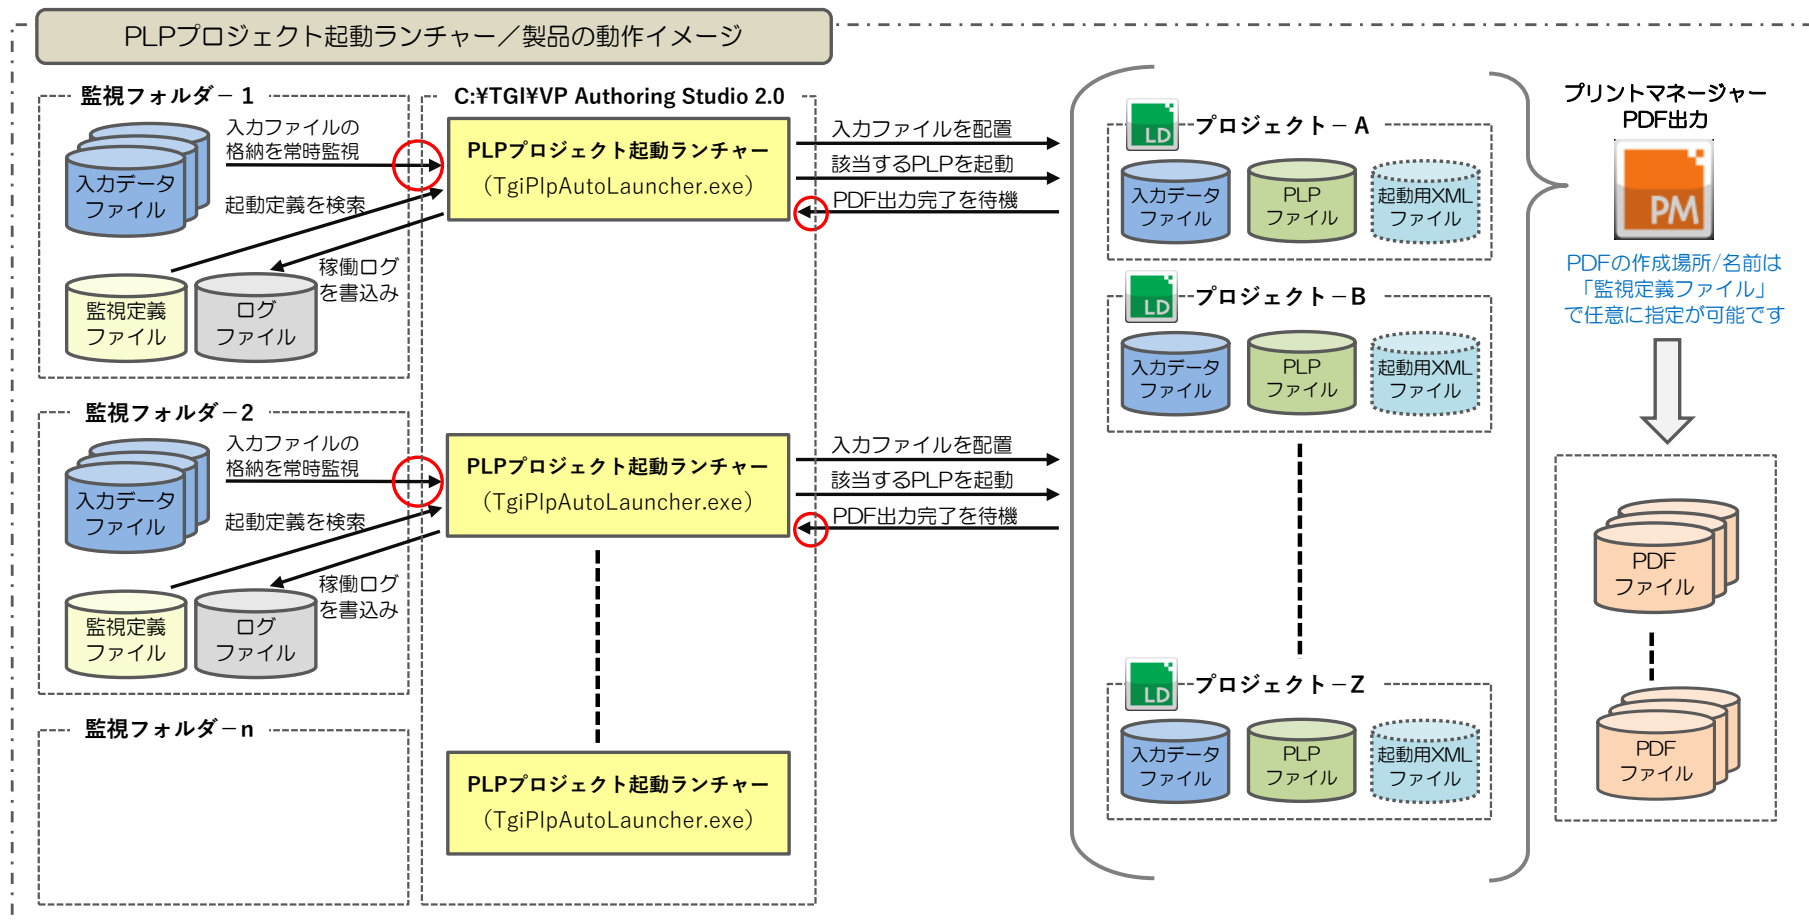 PLPプロジェクト起動ランチャー／製品の動作イメージ
監視フォルダ－1
入力ファイルの
格納を常時監視
入力データ
ファイル
起動定義を検索
稼働ログ
を書込み
監視定義
ファイル
ログ
ファイル
監視フォルダ－2
入力ファイルの
格納を常時監視
入力データ
ファイル
起動定義を検索
稼働ログ
を書込み
監視定義
ファイル
ログ
ファイル
監視フォルダ－n
C:¥TGI¥VP Authoring Studio 2.0
PLPプロジェクト起動ランチャー
（TgiPlpAutoLauncher.exe）
PLPプロジェクト起動ランチャー
（TgiPlpAutoLauncher.exe）
PLPプロジェクト起動ランチャー
（TgiPlpAutoLauncher.exe）
入力ファイルを配置
該当するPLPを起動
PDF出力完了を待機
入力ファイルを配置
該当するPLPを起動
PDF出力完了を待機
LD
プロジェクト－A
入力データ
ファイル
PLP
ファイル
起動用XML
ファイル
LD
プロジェクト－B
入力データ
ファイル
PLP
ファイル
起動用XML
ファイル
LD
プロジェクト－Z
入力データ
ファイル
PLP
ファイル
起動用XML
ファイル
プリントマネージャー
PDF出力
PM
PDFの作成場所/名前は
「監視定義ファイル」
で任意に指定が可能です
PDF
ファイル
PDF
ファイル